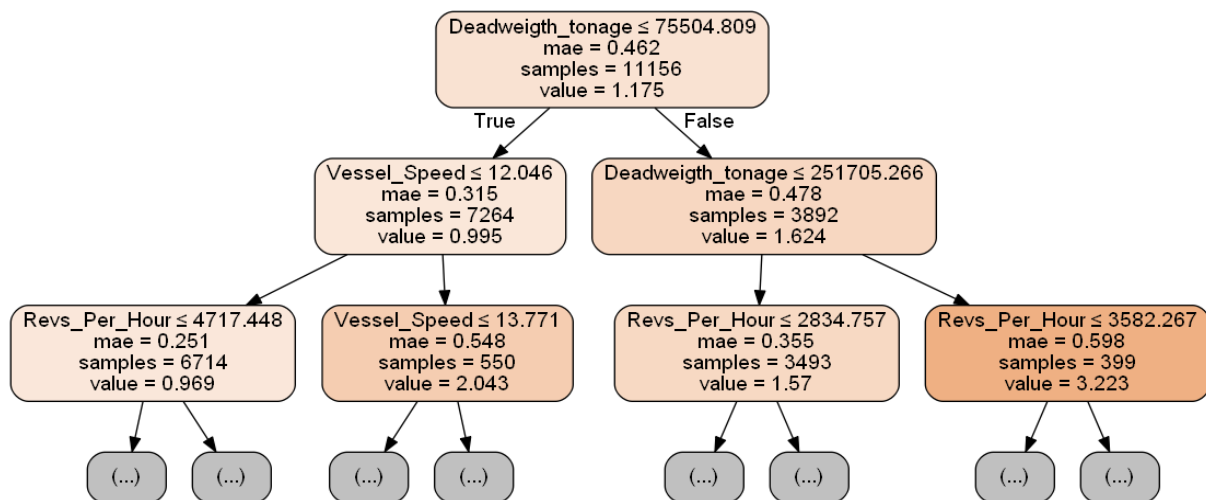 Deadweigth_tonage ≤ 75504.809
mae = 0.462
samples = 11156
value = 1.175
True
False
Vessel_Speed ≤ 12.046
mae = 0.315
samples = 7264
value = 0.995
Deadweigth_tonage ≤ 251705.266
mae = 0.478
samples = 3892
value = 1.624
Revs_Per_Hour ≤ 4717.448
mae = 0.251
samples = 6714
value = 0.969
Vessel_Speed ≤ 13.771
mae = 0.548
samples = 550
value = 2.043
Revs_Per_Hour ≤ 2834.757
mae = 0.355
samples = 3493
value = 1.57
Revs_Per_Hour ≤ 3582.267
mae = 0.598
samples = 399
value = 3.223
(...)
(...)
(...)
(...)
(...)
(...)
(...)
(...)